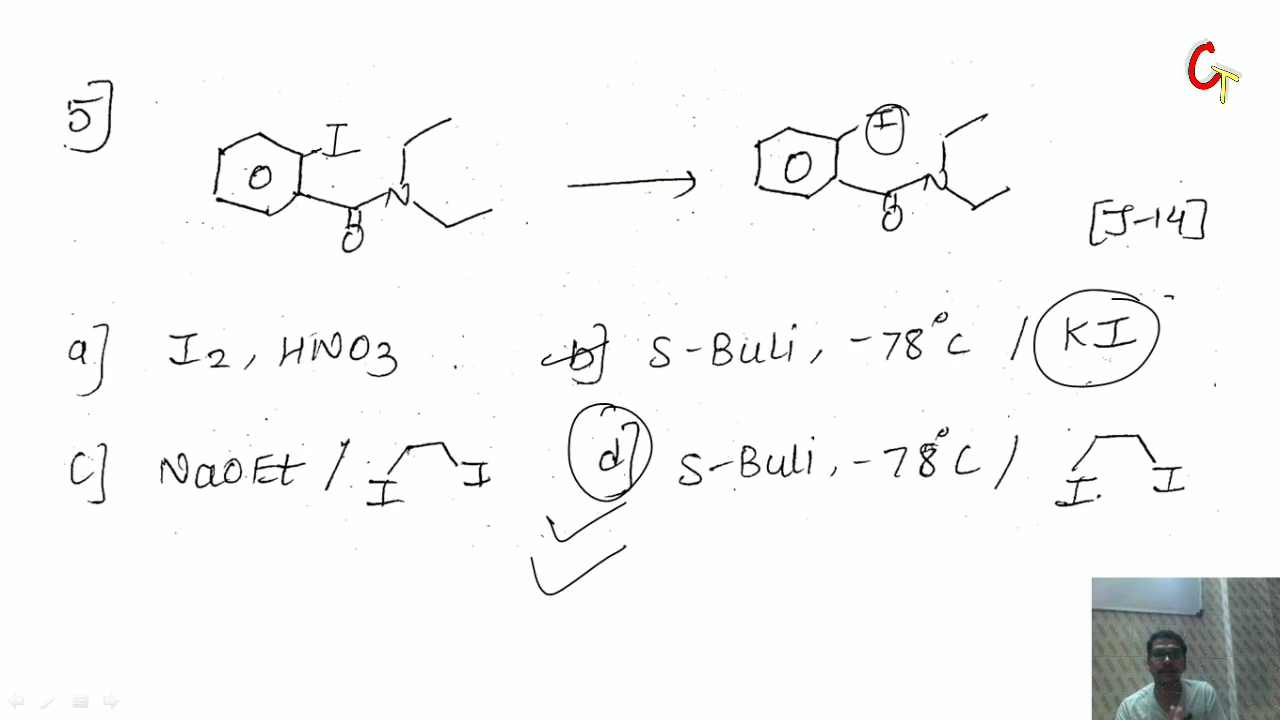 CT
5]
I
N
O
I
N
O
[J-14]
a] I2, HNO3
b] S-BuLi, -78°C / KI
c] NaOEt / I I
d] S-BuLi, -78°C / I I